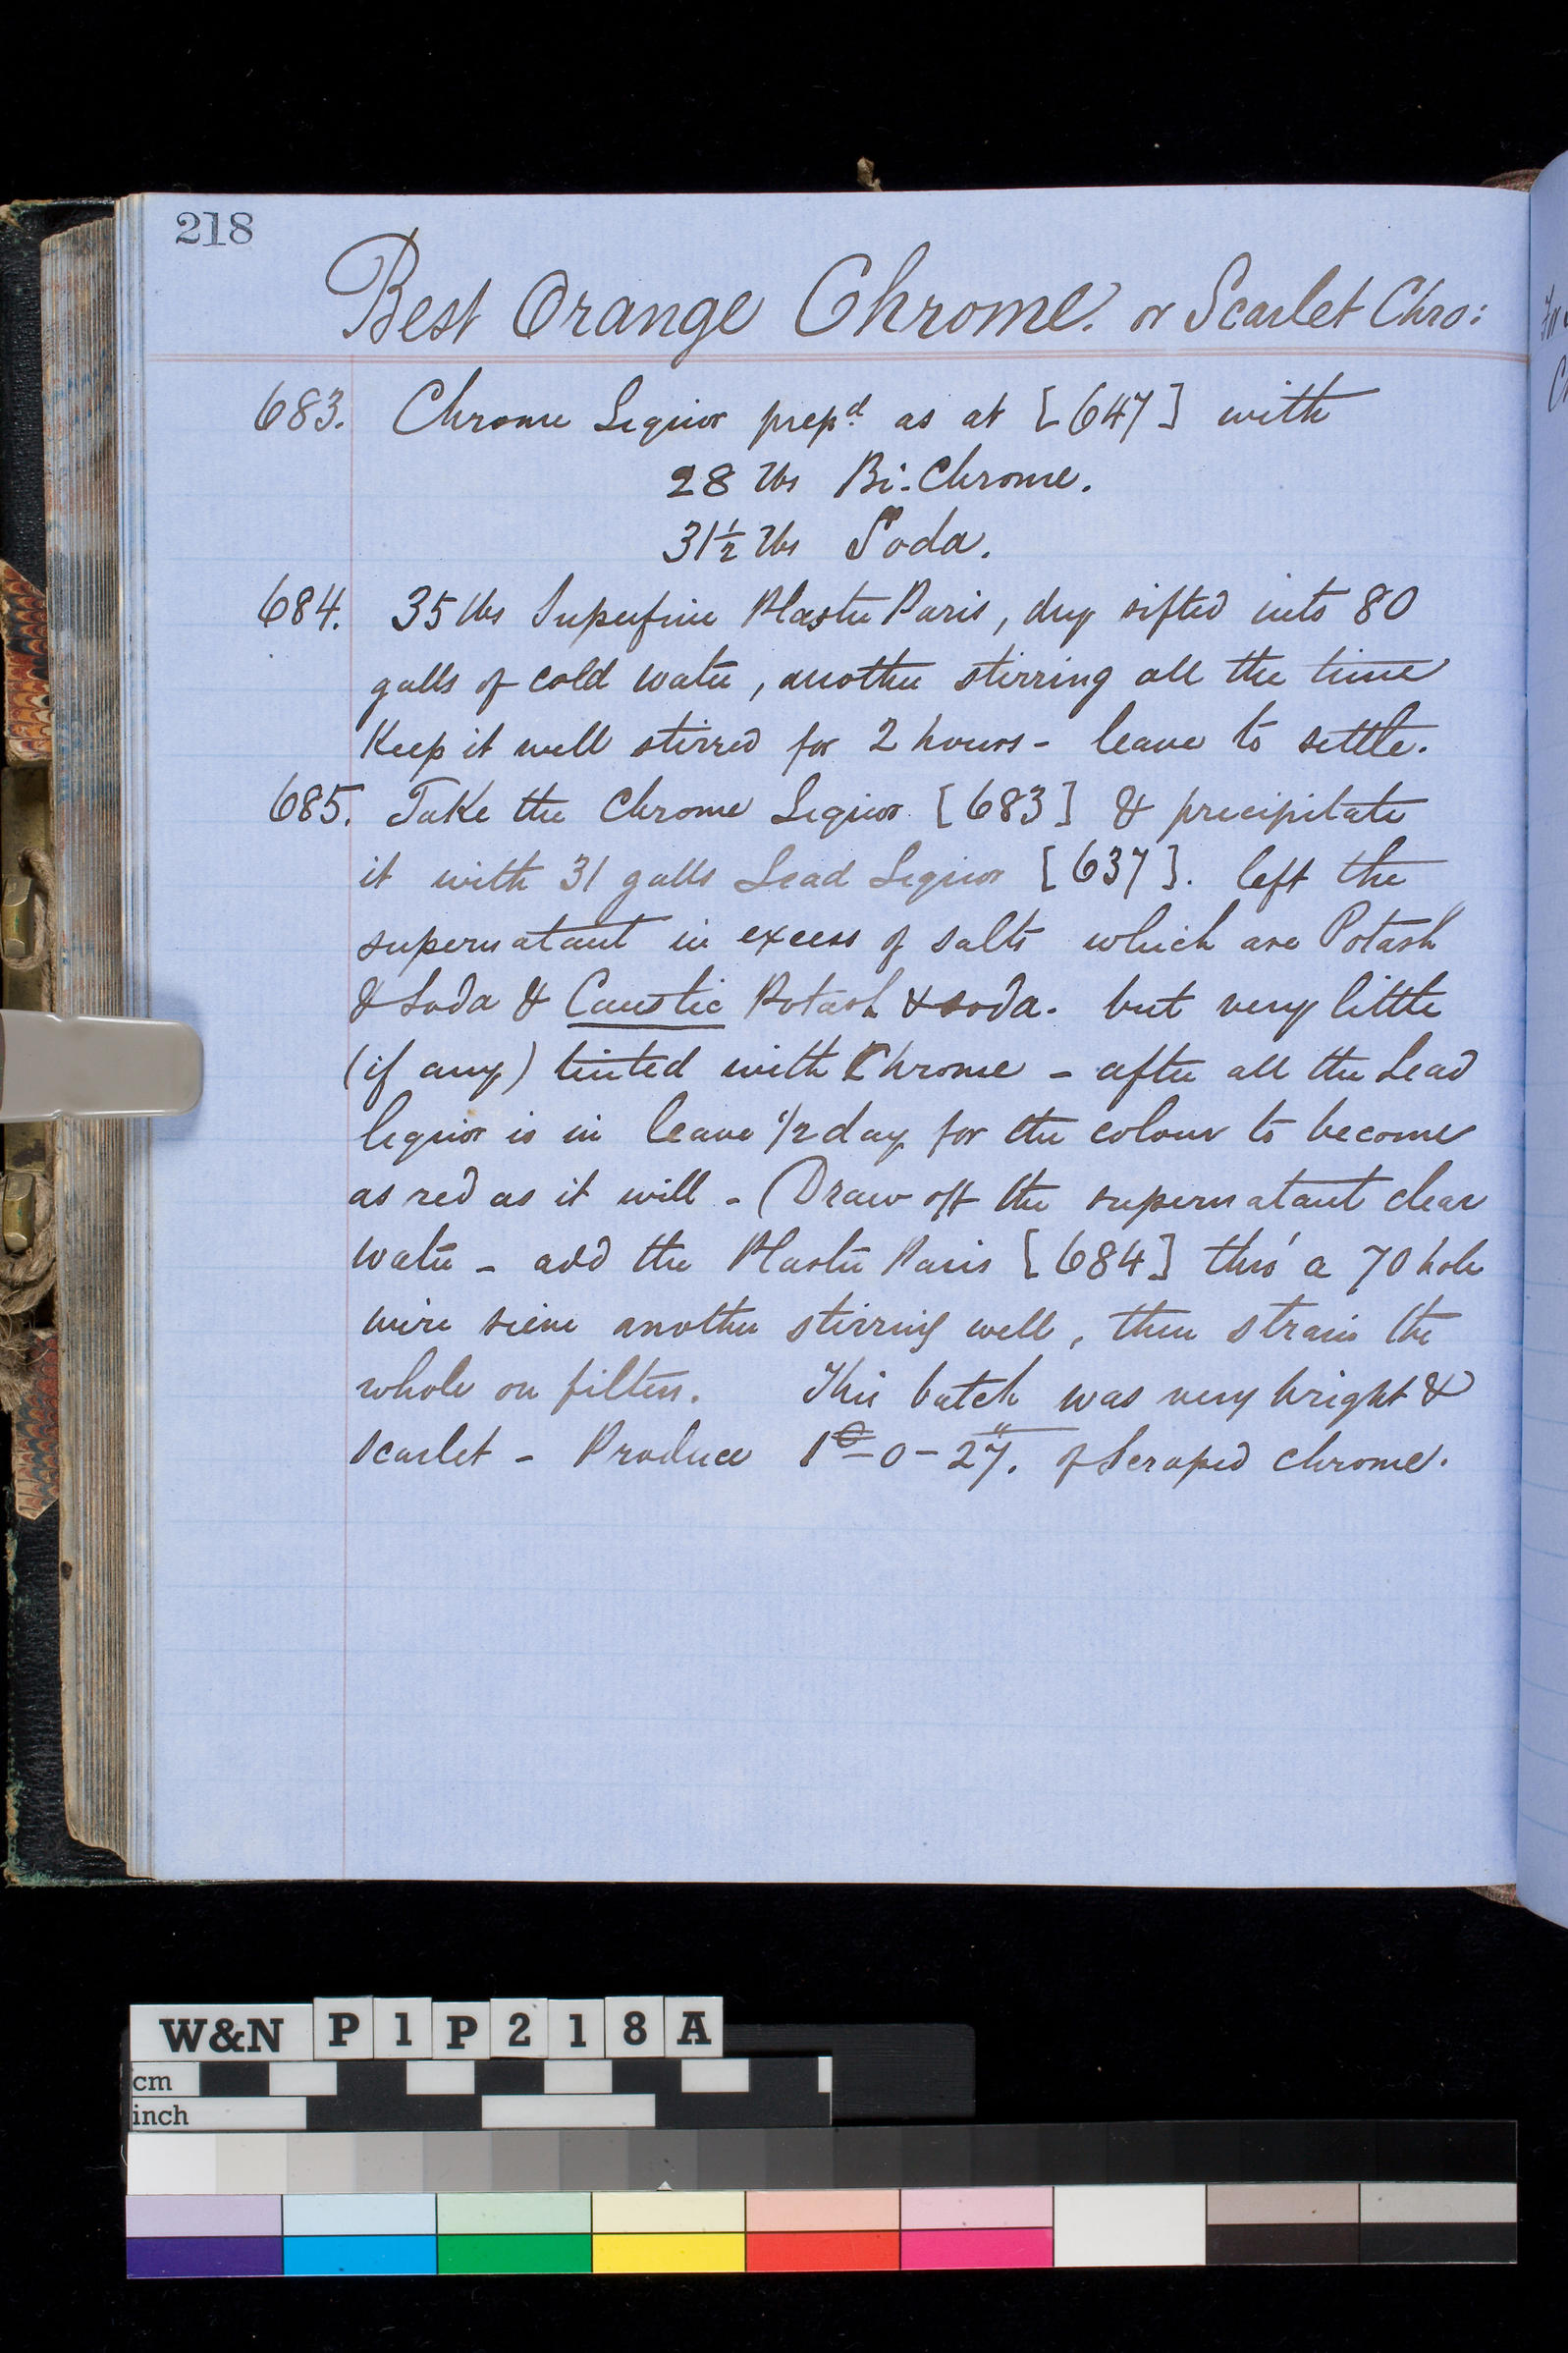 218
Best Orange Chrome. or Scarlet Chro:
683. Chrome Liquor prepd. as at [647] with
28 lbs Bi-Chrome.
31½ lbs Soda.
684. 35 lbs Superfine Plaster Paris, dry sifted into 80
galls of cold water, another stirring all the time
Keep it well stirred for 2 hours - leave to settle.
685. Take the Chrome Liquor [683] & precipitate
it with 31 galls Lead Liquor [637]. left the
supernatant in excess of salts which are Potash
& Soda & Caustic Potash & soda. but very little
(if any) tinted with Chrome - after all the Lead
liquor is in leave 1/2 day for the colour to become
as red as it will - (Draw off the supernatant clear
water - add the Plaster Paris [684] thro' a 70 hole
wire sieve another stirring well, then strain the
whole on filters. This batch was very bright &
scarlet - Produce 1C-0-27. of Scraped chrome.
W&N P1P218A
cm
inch